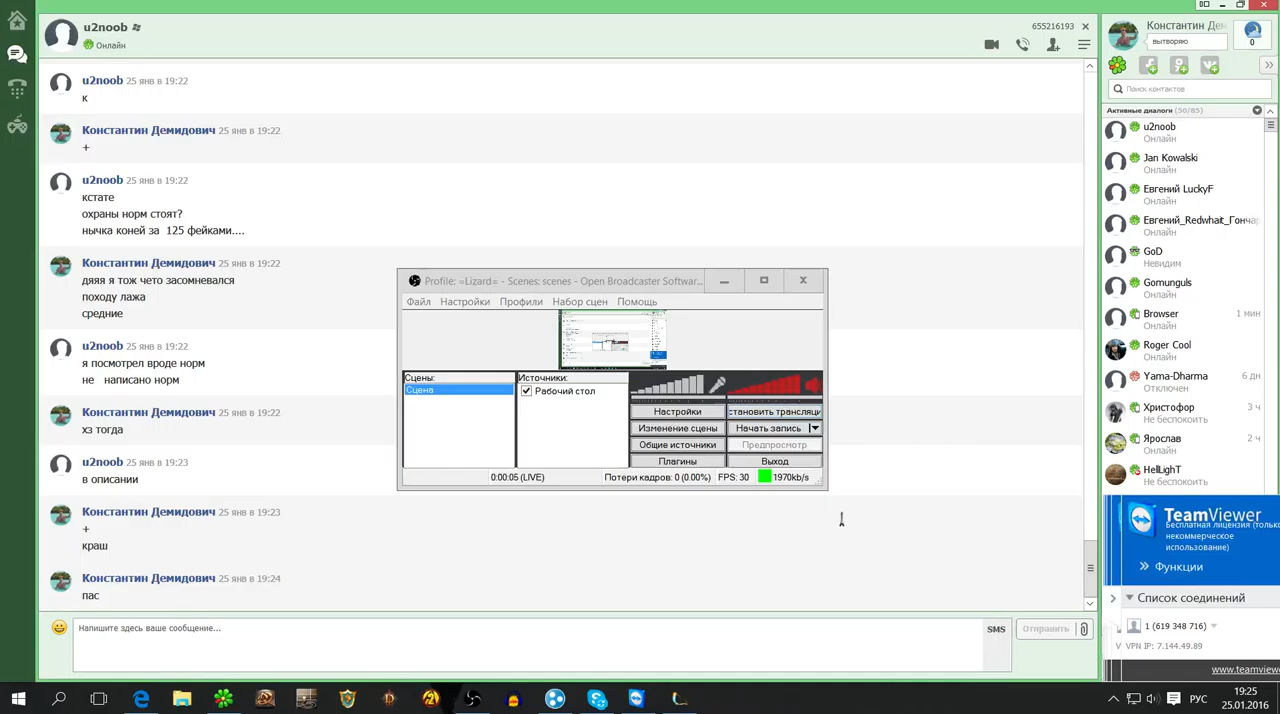 u2noob
Онлайн
655216193
u2noob 25 янв в 19:22
к
Константин Демидович 25 янв в 19:22
+
u2noob 25 янв в 19:22
кстате
охраны норм стоят?
нычка коней за 125 фейками....
Константин Демидович 25 янв в 19:22
дяяя я тож чето засомневался
походу лажа
средние
u2noob 25 янв в 19:22
я посмотрел вроде норм
не написано норм
Константин Демидович 25 янв в 19:22
хз тогда
u2noob 25 янв в 19:23
в описании
Константин Демидович 25 янв в 19:23
+
краш
Константин Демидович 25 янв в 19:24
пас
Напишите здесь ваше сообщение...
SMS
Отправить
Profile: =Lizard= - Scenes: scenes - Open Broadcaster Softwar...
Файл Настройки Профили Набор сцен Помощь
Сцены:
Сцена
Источники:
Рабочий стол
Настройки
становить трансляци
Изменение сцены
Начать запись
Общие источники
Предпросмотр
Плагины
Выход
0:00:05 (LIVE)
Потери кадров: 0 (0.00%)
FPS: 30
1970kb/s
Константин Дем
вытворяю
0
Поиск контактов
Активные диалоги (50/85)
u2noob
Онлайн
Jan Kowalski
Онлайн
Евгений LuckyF
Онлайн
Евгений_Redwhait_Гончар
Онлайн
GoD
Невидим
Gomunguls
Онлайн
Browser 1 мин
Онлайн
Roger Cool
Онлайн
Yama-Dharma 6 дн
Отключен
Христофор 3 ч
Не беспокоить
Ярослав 2 ч
Онлайн
HellLighT
Не беспокоить
TeamViewer
Бесплатная лицензия (только
некоммерческое
использование)
Функции
Список соединений
1 (619 348 716)
V VPN IP: 7.144.49.89
www.teamviewe
РУС
19:25
25.01.2016